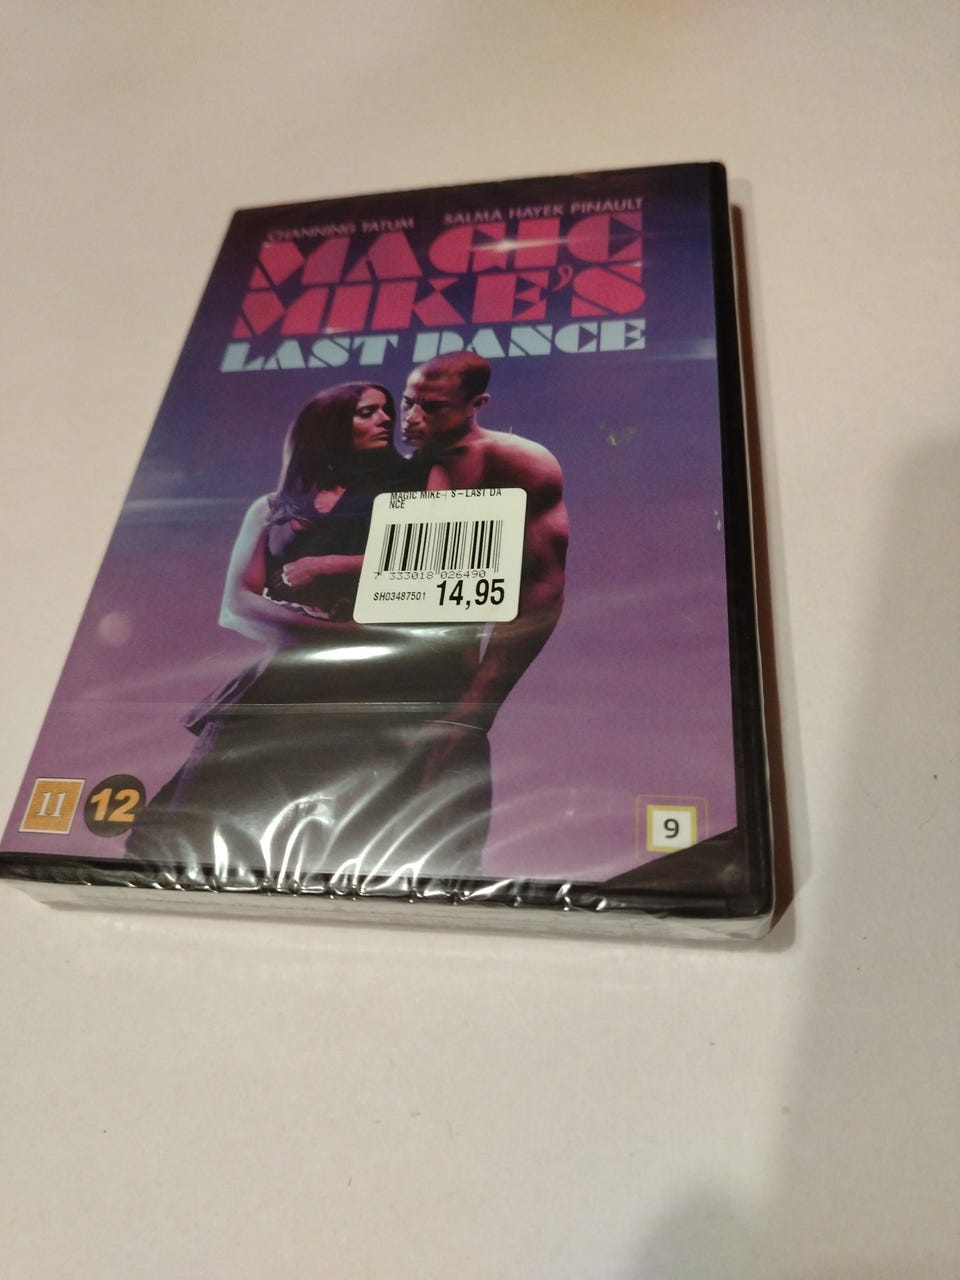 CHANNING TATUM SALMA HAYEK PINAULT
MAGIC
MIKE'S
LAST DANCE
MAGIC MIKE-S-LAST DA
NCE
7 333018 026490
SH03487501 14,95
11 12 9